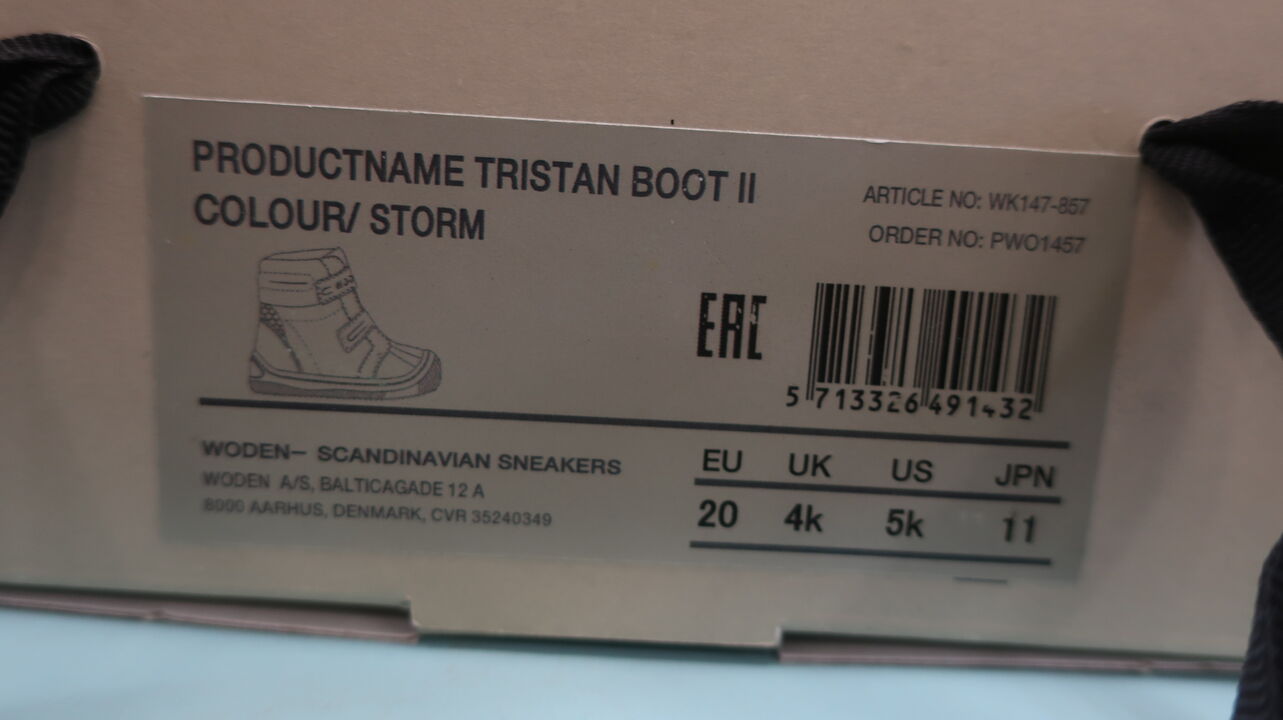 PRODUCTNAME TRISTAN BOOT II
COLOUR/ STORM
ARTICLE NO: WK147-857
ORDER NO: PWO1457
EAC
5 713326 491432
WODEN– SCANDINAVIAN SNEAKERS
WODEN A/S, BALTICAGADE 12 A
8000 AARHUS, DENMARK, CVR 35240349
EU UK US JPN
20 4k 5k 11